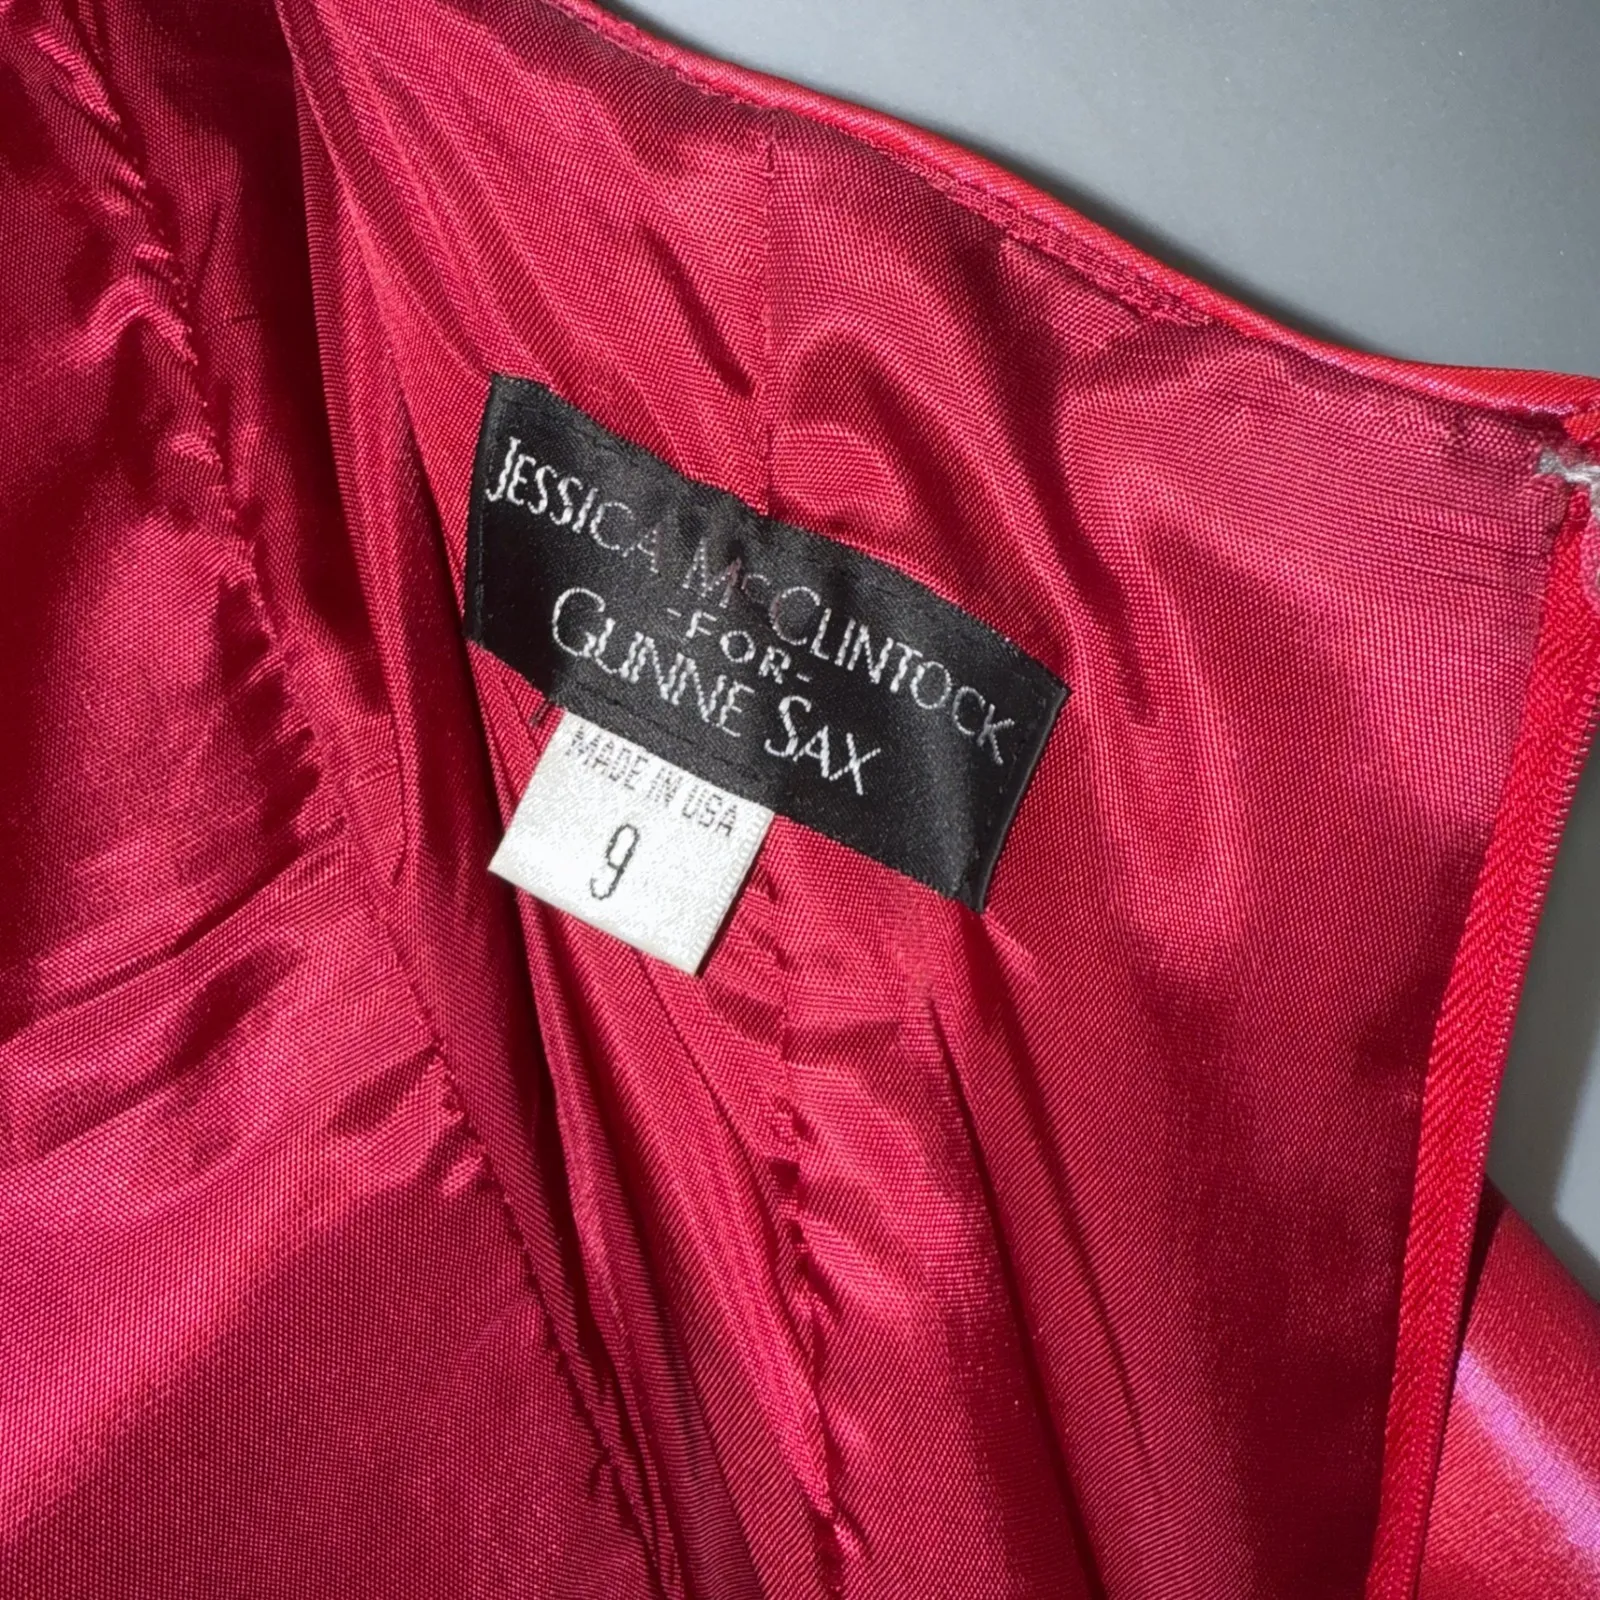 JESSICA McCLINTOCK
-FOR-
GUNNE SAX
MADE IN USA
9